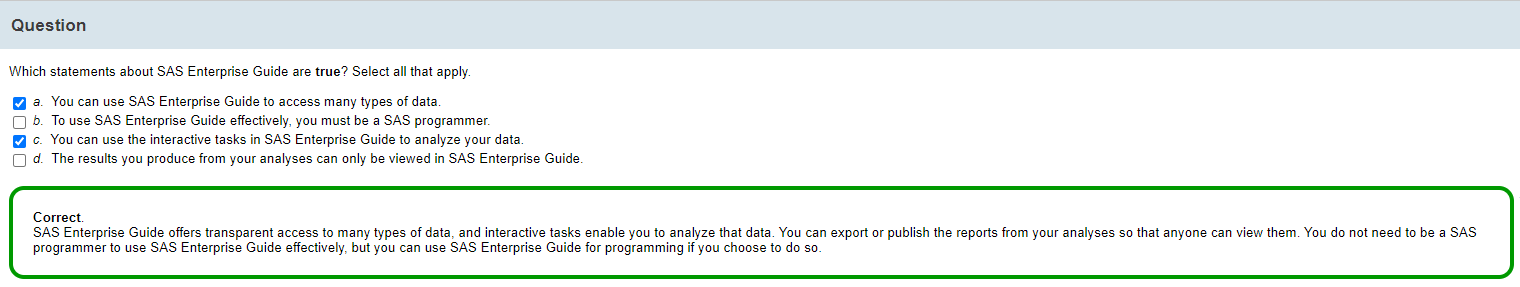 Question
Which statements about SAS Enterprise Guide are true? Select all that apply.
a. You can use SAS Enterprise Guide to access many types of data.
b. To use SAS Enterprise Guide effectively, you must be a SAS programmer.
c. You can use the interactive tasks in SAS Enterprise Guide to analyze your data.
d. The results you produce from your analyses can only be viewed in SAS Enterprise Guide.
Correct.
SAS Enterprise Guide offers transparent access to many types of data, and interactive tasks enable you to analyze that data. You can export or publish the reports from your analyses so that anyone can view them. You do not need to be a SAS
programmer to use SAS Enterprise Guide effectively, but you can use SAS Enterprise Guide for programming if you choose to do so.